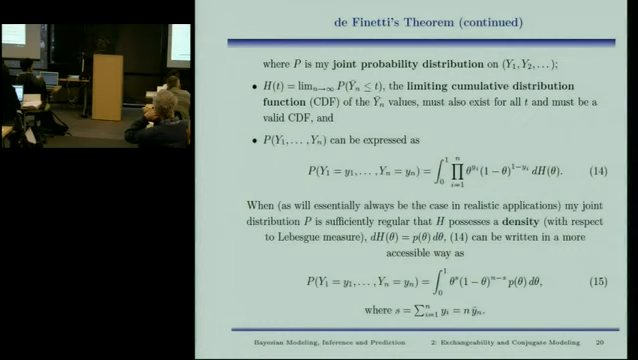 de Finetti's Theorem (continued)
where P is my joint probability distribution on (Y₁, Y₂, . . .);
• H(t) = limₙ→∞ P(Ȳₙ ≤ t), the limiting cumulative distribution
function (CDF) of the Ȳₙ values, must also exist for all t and must be a
valid CDF, and
• P(Y₁, . . . , Yₙ) can be expressed as
P(Y₁ = y₁, . . . , Yₙ = yₙ) = ∫₀¹ ∏ᵢ₌₁ⁿ θ^{yᵢ}(1 − θ)^{1−yᵢ} dH(θ). (14)
When (as will essentially always be the case in realistic applications) my joint
distribution P is sufficiently regular that H possesses a density (with respect
to Lebesgue measure), dH(θ) = p(θ) dθ, (14) can be written in a more
accessible way as
P(Y₁ = y₁, . . . , Yₙ = yₙ) = ∫₀¹ θ^s(1 − θ)^{n−s} p(θ) dθ, (15)
where s = ∑ᵢ₌₁ⁿ yᵢ = n ȳₙ.
Bayesian Modeling, Inference and Prediction 2: Exchangeability and Conjugate Modeling 20